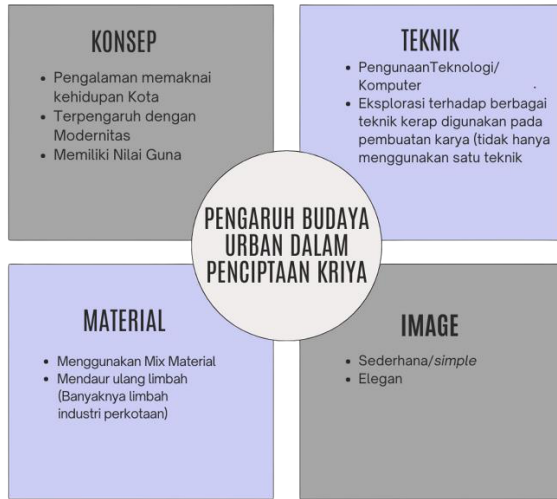 KONSEP
• Pengalaman memaknai
kehidupan Kota
• Terpengaruh dengan
Modernitas
• Memiliki Nilai Guna
TEKNIK
• PengunaanTeknologi/
Komputer
• Eksplorasi terhadap berbagai
teknik kerap digunakan pada
pembuatan karya (tidak hanya
menggunakan satu teknik
PENGARUH BUDAYA
URBAN DALAM
PENCIPTAAN KRIYA
MATERIAL
• Menggunakan Mix Material
• Mendaur ulang limbah
(Banyaknya limbah
industri perkotaan)
IMAGE
• Sederhana/simple
• Elegan